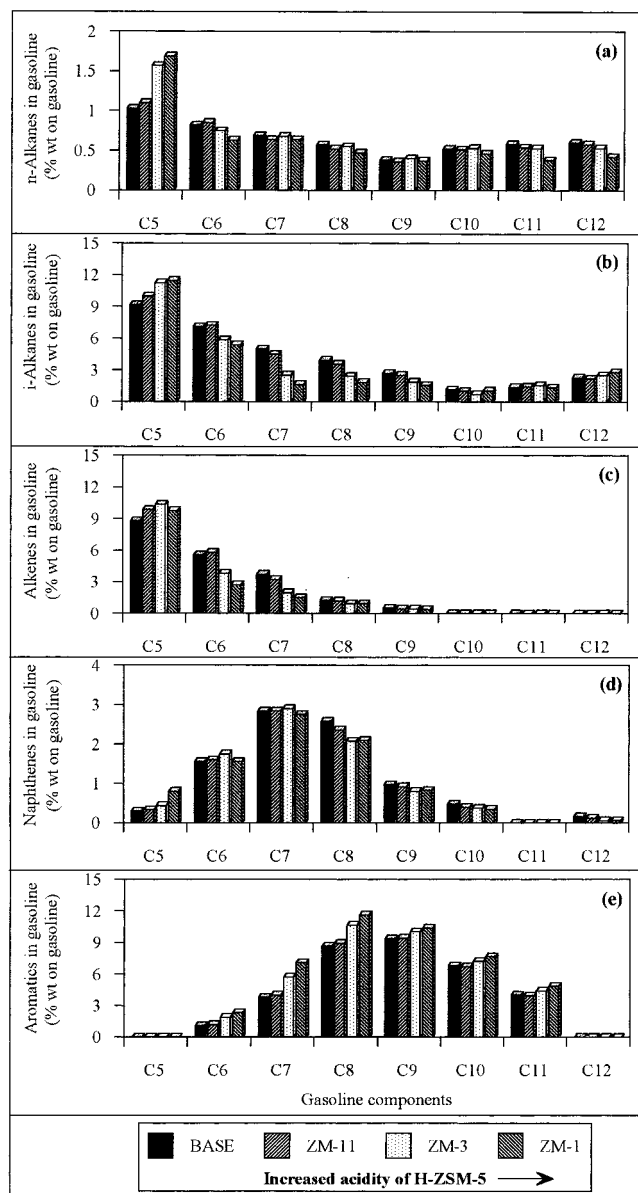 (a)
n-Alkanes in gasoline
(% wt on gasoline)
2
1.5
1
0.5
0
C5 C6 C7 C8 C9 C10 C11 C12
(b)
i-Alkanes in gasoline
(% wt on gasoline)
15
12
9
6
3
0
C5 C6 C7 C8 C9 C10 C11 C12
(c)
Alkenes in gasoline
(% wt on gasoline)
15
12
9
6
3
0
C5 C6 C7 C8 C9 C10 C11 C12
(d)
Naphthenes in gasoline
(% wt on gasoline)
4
3
2
1
0
C5 C6 C7 C8 C9 C10 C11 C12
(e)
Aromatics in gasoline
(% wt on gasoline)
15
12
9
6
3
0
C5 C6 C7 C8 C9 C10 C11 C12
Gasoline components
BASE ZM-11 ZM-3 ZM-1
Increased acidity of H-ZSM-5